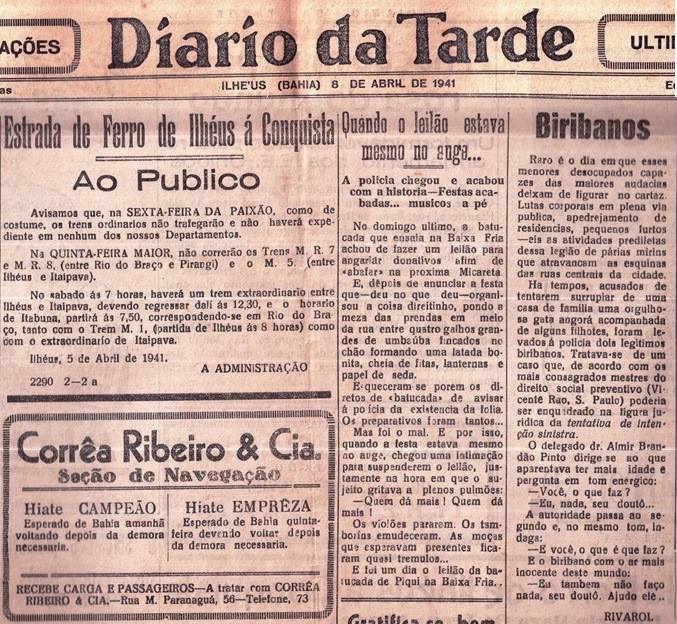 AÇÕES
Diario da Tarde
ULTI
as
ILHE'US (BAHIA) 8 DE ABRIL DE 1941
Estrada de Ferro de Ilhéus á Conquista
Ao Publico
Avisamos que, na SEXTA-FEIRA DA PAIXÃO, como de
costume, os trens ordinarios não trafegarão e não haverá expe-
diente em nenhum dos nossos Departamentos.
Na QUINTA-FEIRA MAIOR, não correrão os Trens M. R. 7
e M. R. 8, (entre Rio do Braço e Pirangi) e o M. 5, (entre
Ilhéus e Itaipava).
No sabado ás 7 horas, haverá um trem extraordinario entre
Ilhéus e Itaipava, devendo regressar dali ás 12,30, e o horario
de Itabuna, partirá ás 7,50, correspondendo-se em Rio do Bra-
ço, tanto com o Trem M. 1, (partida de Ilhéus ás 8 horas) como
com o extraordinario de Itaipava.
Ilhéus, 5 de Abril de 1941.
A ADMINISTRAÇÃO
2290 2—2 a
Corrêa Ribeiro & Cia.
Seção de Navegação
Hiate CAMPEÃO
Esperado de Bahia amanhã
voltando depois da demora
necessaria.
Hiate EMPRÊZA
Esperado de Bahia quinta-
feira devendo voltar depois
da demora necessaria.
RECEBE CARGA E PASSAGEIROS—A tratar com CORRÊA
RIBEIRO & CIA.—Rua M. Paranaguá, 56—Telefone, 73
Quando o leilão estava
mesmo no auge...
A policia chegou e acabou
com a historia—Festas aca-
badas... musicos a pé
No domingo ultimo, a ba-
tucada que ensaia na Baixa Fria
achou de fazer um leilão para
angariar donativos afim de
«abafar» na proxima Micareta.
E, depois de anunciar a festa
que—deu no que deu—organi-
sou a coisa direitinho, pondo a
meza das prendas em meio
da rua entre quatro galhos grandes
de umbaúba fincados no
chão formando uma latada bo-
nita, cheia de fitas, lanternas e
papel de seda.
Esqueceram-se porem os di-
retos de «batucada» de avisar
á policia da existencia da folia.
Os preparativos foram tantos...
Mas foi o mal. E por isso,
quando a festa estava mesmo
no auge, chegou uma intimação
para suspenderem o leilão, jus-
tamente na hora em que o su-
jeito gritava a plenos pulmões:
— Quem dá mais! Quem dá
mais !
Os violões pararam. Os tam-
borins emudeceram. As moças
que esperavam presentes fica-
ram quasi tremulos...
E foi um dia o leilão da ba-
tucada de Piqui na Baixa Fria..
Gratifica-se bem
Biribanos
Raro é o dia em que esses
menores desocupados capa-
zes das maiores audacias
deixam de figurar no cartaz.
Lutas corporais em plena via
publica, apedrejamento de
residencias, pequenos furtos
—eis as atividades prediletas
dessa legião de párias mirins
que atravancam as esquinas
das ruas centrais da cidade.
Ha tempos, acusados de
tentarem surrupiar de uma
casa de familia uma orgulho-
sa gata angorá acompanhada
de alguns filhotes, foram le-
vados á policia dois legitimos
biribanos. Tratava-se de um
caso que, de acordo com os
mais consagrados mestres do
direito social preventivo (Vi-
cente Rao, S. Paulo) poderia
ser enquadrado na figura ju-
ridica da tentativa de inten-
ção sinistra.
O delegado dr. Almir Bran-
dão Pinto dirige-se ao que
aparentava ter mais idade e
pergunta em tom energico:
—Você, o que faz ?
—Eu, nada, seu doutô...
A autoridade passa ao se-
gundo e, no mesmo tom, in-
daga:
—E você, o que é que faz ?
E o biribano com o ar mais
inocente deste mundo:
—Eu tambem não faço
nada, seu doutô. Ajudo ele..
RIVAROL